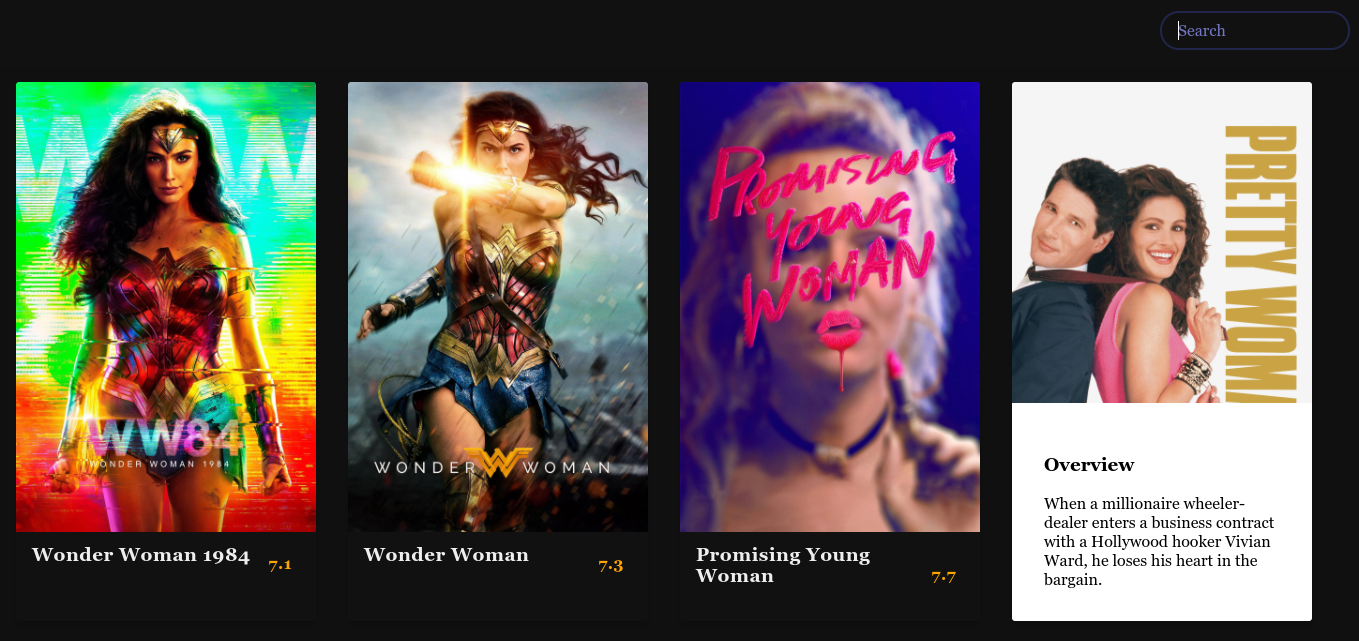 Search
WW
WW84
WONDER WOMAN 1984
WONDER WOMAN
PROMISING
YOUNG
WOMAN
PRETTY WOMA
Wonder Woman 1984
7.1
Wonder Woman
7.3
Promising Young
Woman
7.7
Overview
When a millionaire wheeler-
dealer enters a business contract
with a Hollywood hooker Vivian
Ward, he loses his heart in the
bargain.